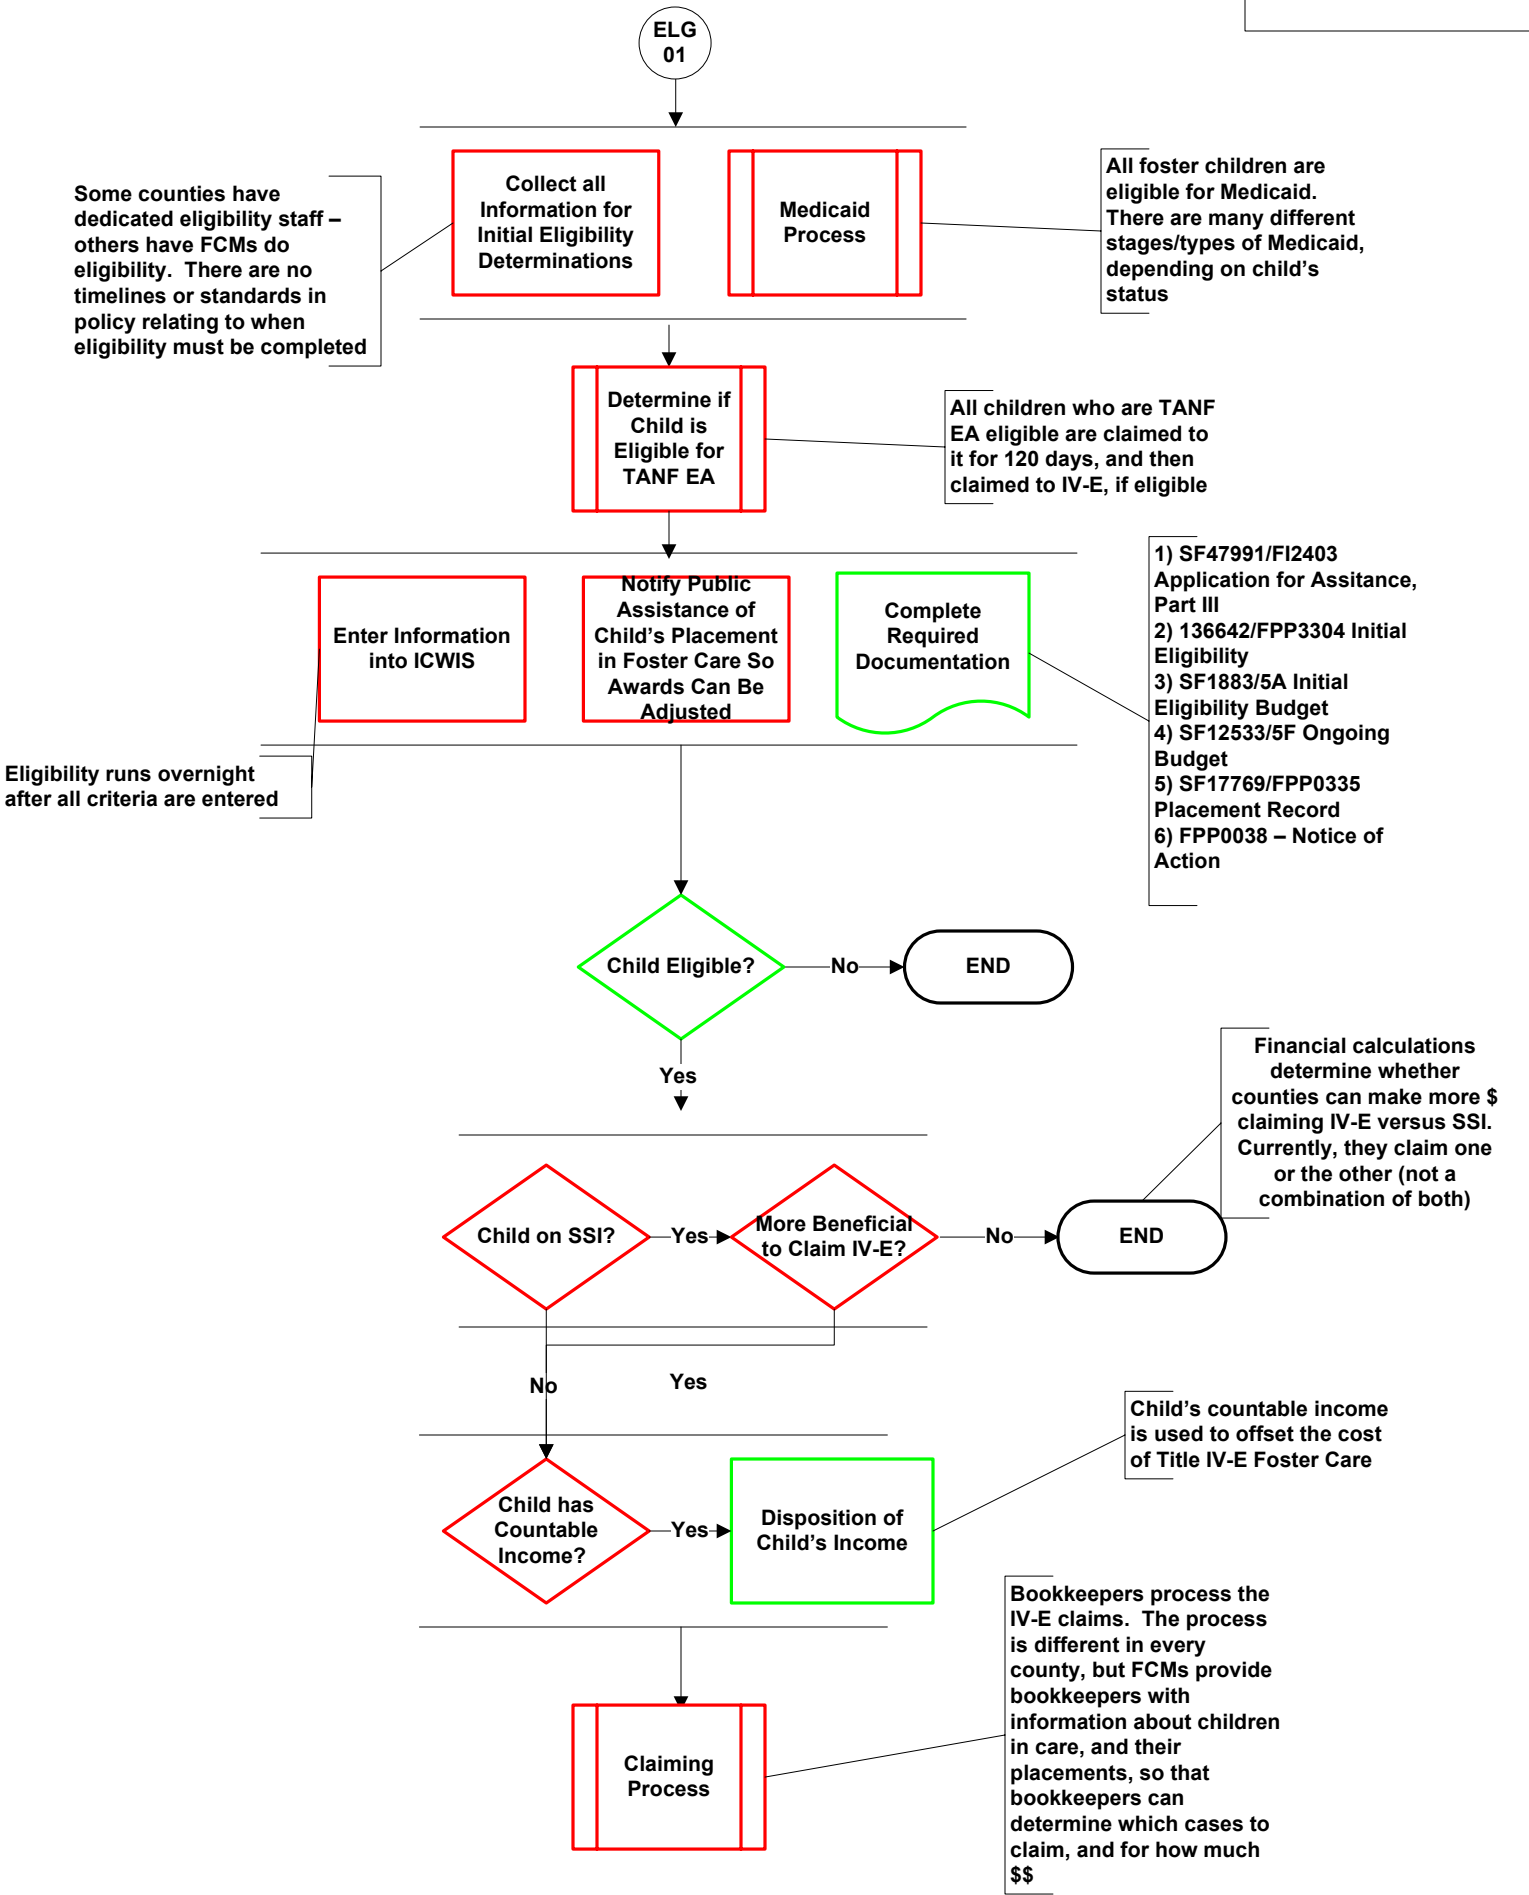 ELG
01
Some counties have
dedicated eligibility staff –
others have FCMs do
eligibility.  There are no
timelines or standards in
policy relating to when
eligibility must be completed
Collect all
Information for
Initial Eligibility
Determinations
Medicaid
Process
All foster children are
eligible for Medicaid.
There are many different
stages/types of Medicaid,
depending on child's
status
Determine if
Child is
Eligible for
TANF EA
All children who are TANF
EA eligible are claimed to
it for 120 days, and then
claimed to IV-E, if eligible
Enter Information
into ICWIS
Notify Public
Assistance of
Child's Placement
in Foster Care So
Awards Can Be
Adjusted
Complete
Required
Documentation
1) SF47991/FI2403
Application for Assitance,
Part III
2) 136642/FPP3304 Initial
Eligibility
3) SF1883/5A Initial
Eligibility Budget
4) SF12533/5F Ongoing
Budget
5) SF17769/FPP0335
Placement Record
6) FPP0038 – Notice of
Action
Eligibility runs overnight
after all criteria are entered
Child Eligible?
No
END
Yes
Financial calculations
determine whether
counties can make more $
claiming IV-E versus SSI.
Currently, they claim one
or the other (not a
combination of both)
Child on SSI?
Yes
More Beneficial
to Claim IV-E?
No
END
No
Yes
Child's countable income
is used to offset the cost
of Title IV-E Foster Care
Child has
Countable
Income?
Yes
Disposition of
Child's Income
Bookkeepers process the
IV-E claims.  The process
is different in every
county, but FCMs provide
bookkeepers with
information about children
in care, and their
placements, so that
bookkeepers can
determine which cases to
claim, and for how much
$$
Claiming
Process